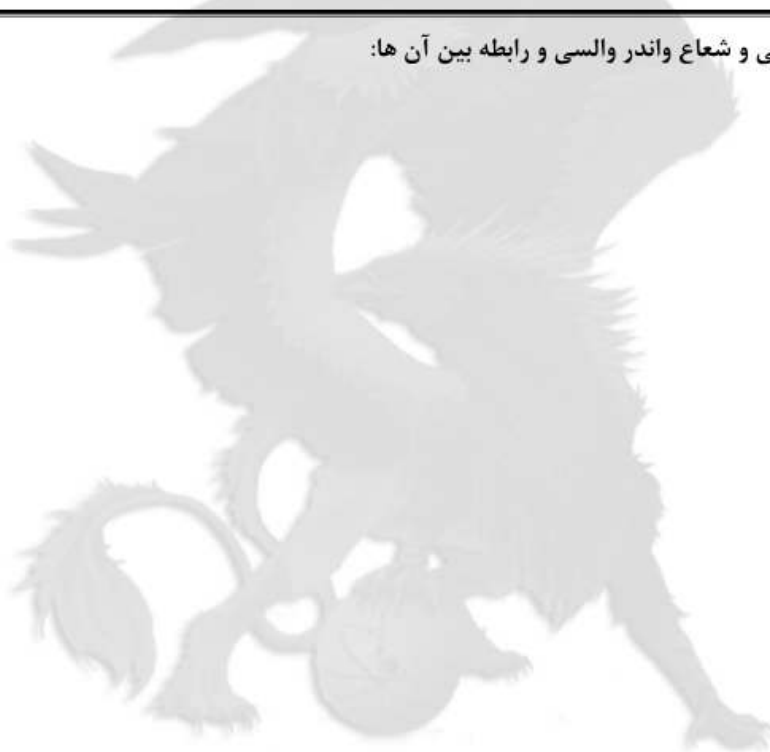 ی و شعاع واندر والسی و رابطه بین آن ها: